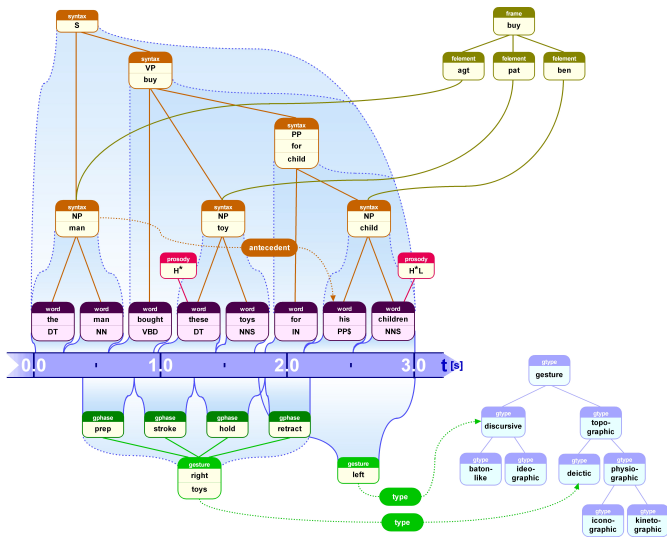 syntax
S
frame
buy
syntax
VP
buy
felement
agt
felement
pat
felement
ben
syntax
PP
for
child
syntax
NP
man
syntax
NP
toy
syntax
NP
child
antecedent
prosody
H*
prosody
H*L
word
the
DT
word
man
NN
word
bought
VBD
word
these
DT
word
toys
NNS
word
for
IN
word
his
PP$
word
children
NNS
0.0 1.0 2.0 3.0 t [s]
gtype
gesture
gphase
prep
gphase
stroke
gphase
hold
gphase
retract
gtype
discursive
gtype
topo-
graphic
gesture
right
toys
gesture
left
gtype
baton-
like
gtype
ideo-
graphic
gtype
deictic
gtype
physio-
graphic
type
type
gtype
icono-
graphic
gtype
kineto-
graphic